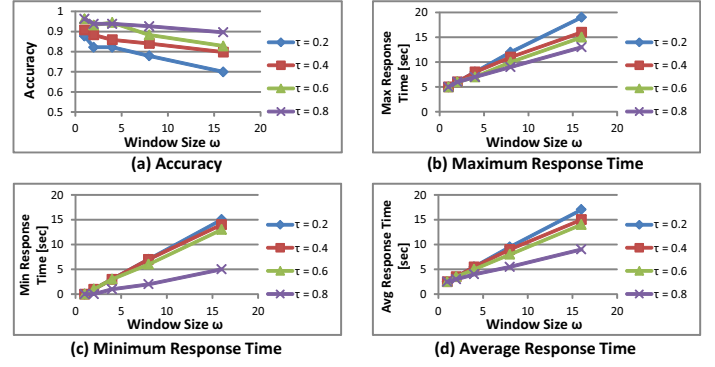 1
0.9
0.8
0.7
0.6
0.5
Accuracy
0 5 10 15 20
Window Size ω
τ = 0.2
τ = 0.4
τ = 0.6
τ = 0.8
(a) Accuracy
20
15
10
5
0
Max Response
Time [sec]
0 5 10 15 20
Window Size ω
τ = 0.2
τ = 0.4
τ = 0.6
τ = 0.8
(b) Maximum Response Time
20
15
10
5
0
Min Response
Time [sec]
0 5 10 15 20
Window Size ω
τ = 0.2
τ = 0.4
τ = 0.6
τ = 0.8
(c) Minimum Response Time
20
15
10
5
0
Avg Response Time
[sec]
0 5 10 15 20
Window Size ω
τ = 0.2
τ = 0.4
τ = 0.6
τ = 0.8
(d) Average Response Time